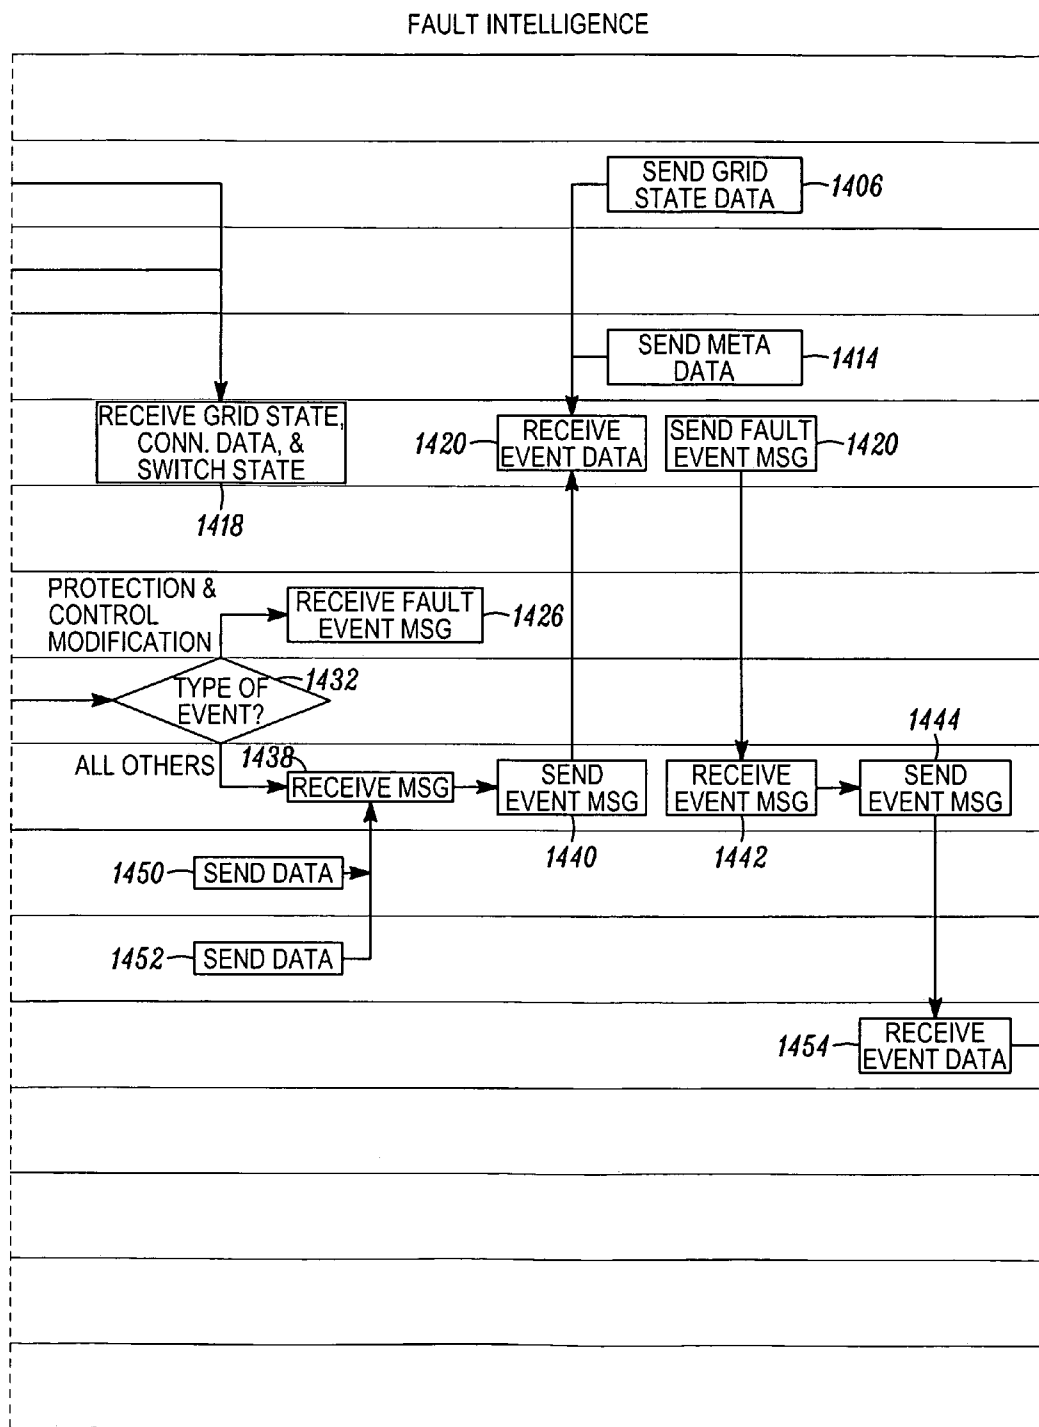 FAULT INTELLIGENCE
SEND GRID
STATE DATA
1406
SEND META
DATA
1414
RECEIVE GRID STATE,
CONN. DATA, &
SWITCH STATE
1418
1420
RECEIVE
EVENT DATA
SEND FAULT
EVENT MSG
1420
PROTECTION &
CONTROL
MODIFICATION
RECEIVE FAULT
EVENT MSG
1426
TYPE OF
EVENT?
1432
ALL OTHERS
1438
RECEIVE MSG
SEND
EVENT MSG
1440
RECEIVE
EVENT MSG
1442
1444
SEND
EVENT MSG
1450
SEND DATA
1452
SEND DATA
1454
RECEIVE
EVENT DATA